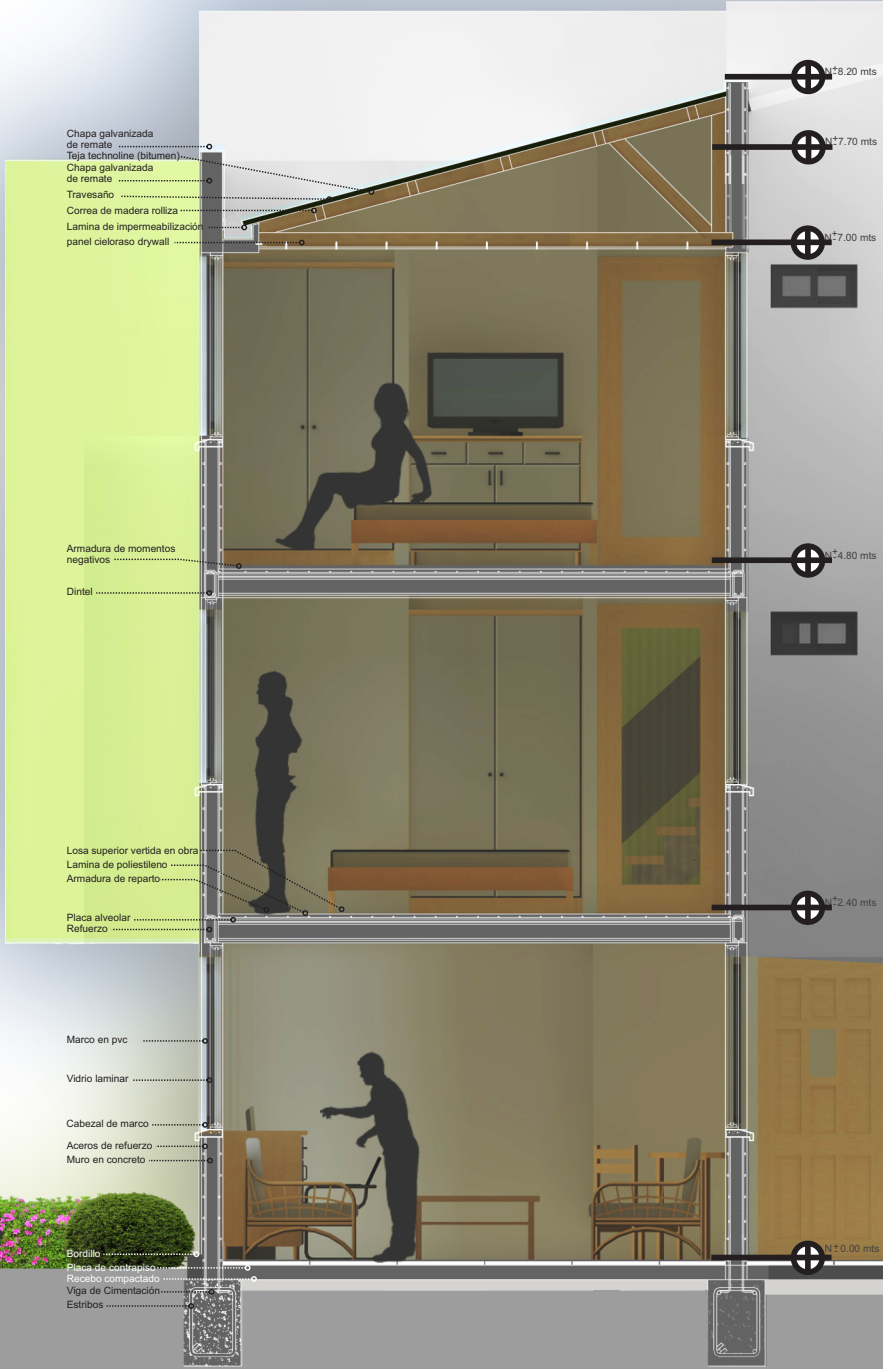 N±8.20 mts
Chapa galvanizada
de remate
N±7.70 mts
Teja technoline (bitumen)
Chapa galvanizada
de remate
Travesaño
Correa de madera rolliza
Lamina de impermeabilización
N±7.00 mts
panel cieloraso drywall
Armadura de momentos
negativos
N±4.80 mts
Dintel
Losa superior vertida en obra
Lamina de poliestileno
Armadura de reparto
N±2.40 mts
Placa alveolar
Refuerzo
Marco en pvc
Vidrio laminar
Cabezal de marco
Aceros de refuerzo
Muro en concreto
N±0.00 mts
Bordillo
Placa de contrapiso
Recebo compactado
Viga de Cimentación
Estribos